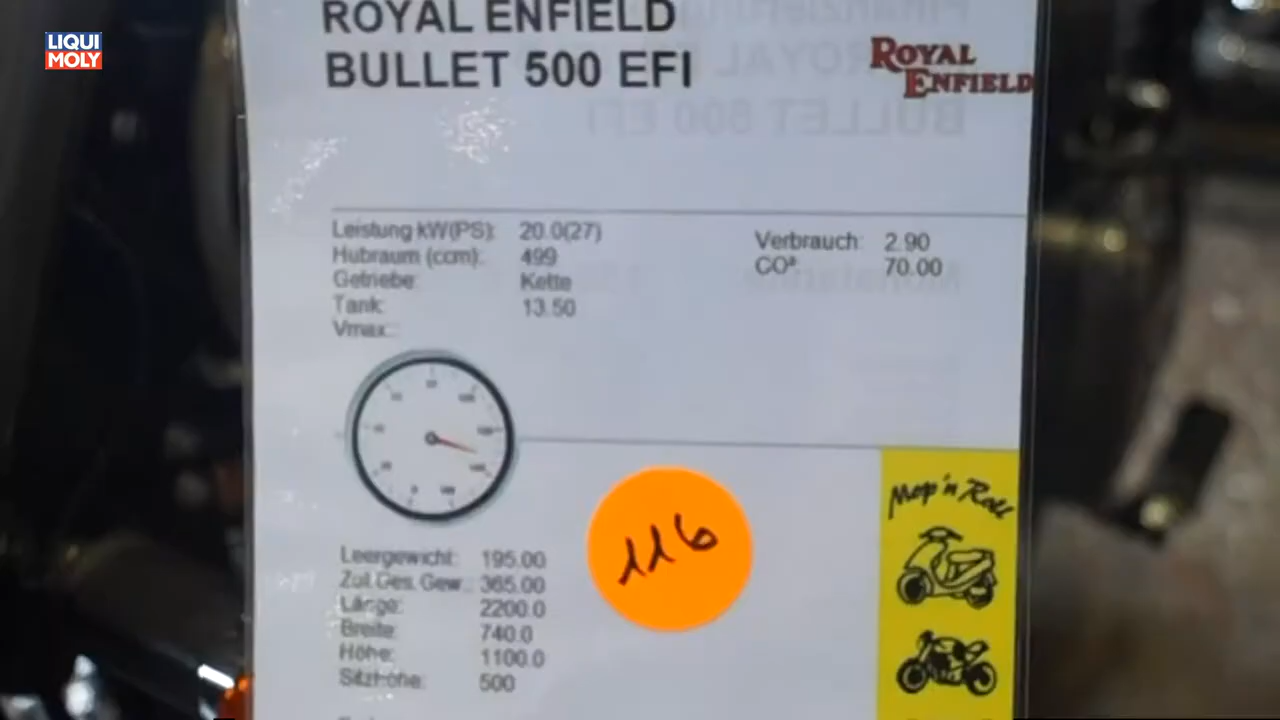 LIQUI
MOLY
ROYAL ENFIELD
BULLET 500 EFI
ROYAL
ENFIELD
Leistung kW(PS): 20.0(27)
Hubraum (ccm): 499
Getriebe: Kette
Tank: 13.50
Vmax.:
Verbrauch: 2.90
CO²: 70.00
116
Mop'n Roll
Leergewicht: 195.00
Zul.Ges.Gew.: 365.00
Länge: 2200.0
Breite: 740.0
Höhe: 1100.0
Sitzhöhe: 500